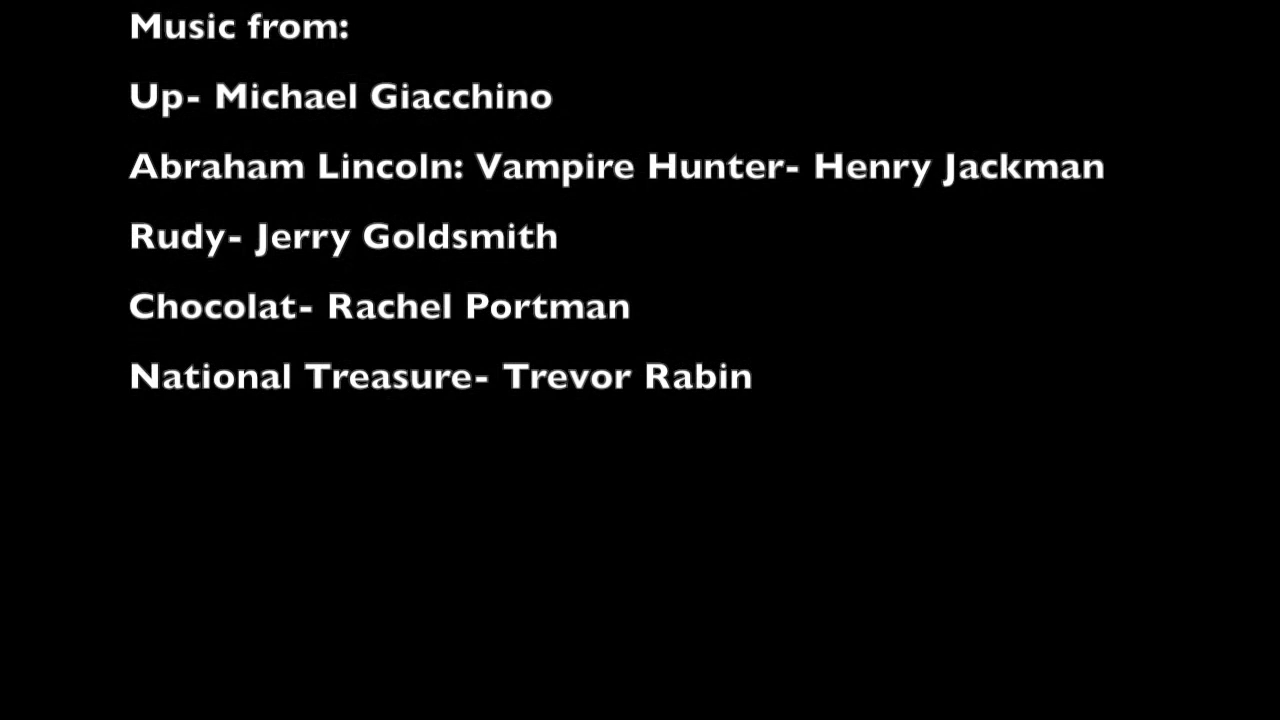 Music from:
Up- Michael Giacchino
Abraham Lincoln: Vampire Hunter- Henry Jackman
Rudy- Jerry Goldsmith
Chocolat- Rachel Portman
National Treasure- Trevor Rabin